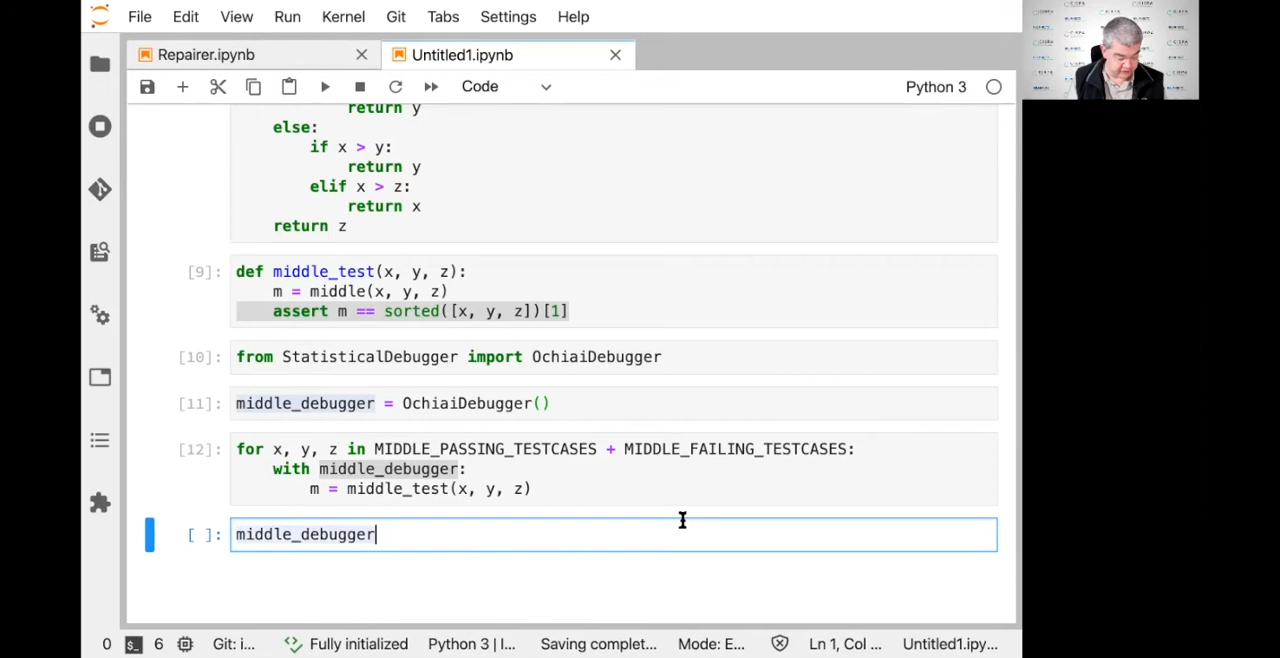 File Edit View Run Kernel Git Tabs Settings Help
Repairer.ipynb
Untitled1.ipynb
Code
Python 3
return y
else:
if x > y:
return y
elif x > z:
return x
return z
[9]:
def middle_test(x, y, z):
m = middle(x, y, z)
assert m == sorted([x, y, z])[1]
[10]:
from StatisticalDebugger import OchiaiDebugger
[11]:
middle_debugger = OchiaiDebugger()
[12]:
for x, y, z in MIDDLE_PASSING_TESTCASES + MIDDLE_FAILING_TESTCASES:
with middle_debugger:
m = middle_test(x, y, z)
[ ]:
middle_debugger
0 6 Git: i... Fully initialized Python 3 | I... Saving complet... Mode: E... Ln 1, Col ... Untitled1.ipy...